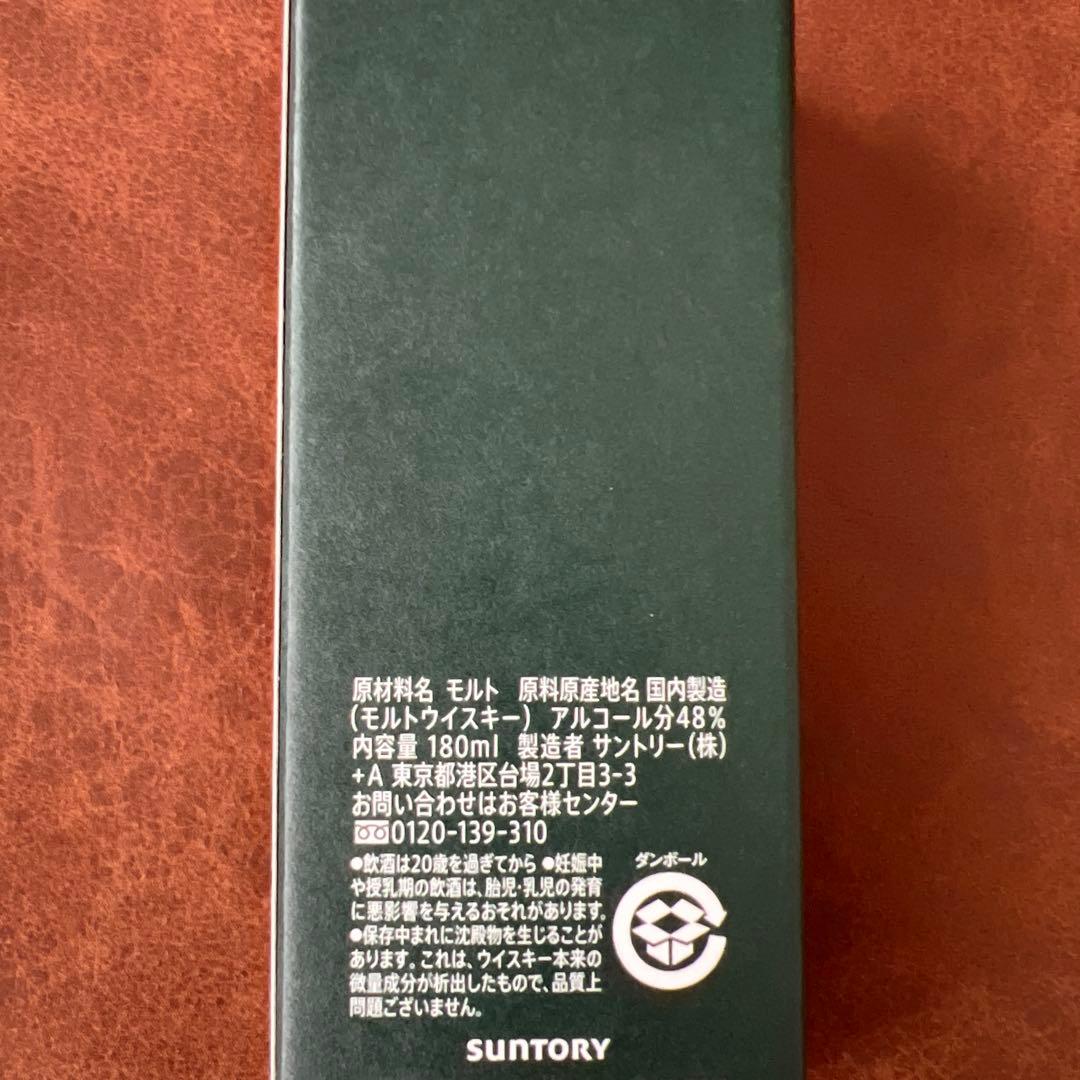 原材料名 モルト 原料原産地名 国内製造
(モルトウイスキー) アルコール分48%
内容量 180ml 製造者 サントリー(株)
+A 東京都港区台場2丁目3-3
お問い合わせはお客様センター
0120-139-310
●飲酒は20歳を過ぎてから ●妊娠中
や授乳期の飲酒は、胎児・乳児の発育
に悪影響を与えるおそれがあります。
●保存中まれに沈殿物を生じることが
あります。これは、ウイスキー本来の
微量成分が析出したもので、品質上
問題ございません。
ダンボール
SUNTORY